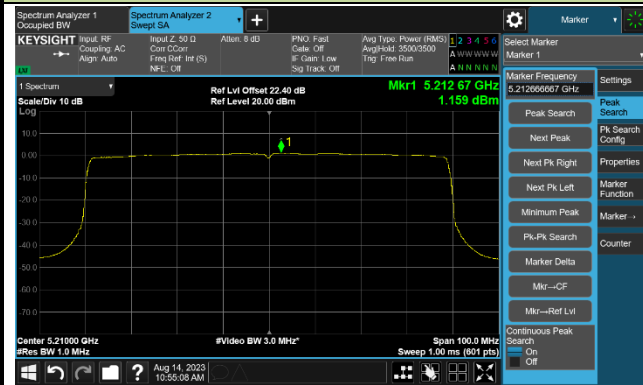 Spectrum Analyzer 1
Occupied BW
Spectrum Analyzer 2
Swept SA
Marker
KEYSIGHT
Input: RF
Coupling: AC
Align: Auto
Input Z: 50 Ω
Corr CCorr
Freq Ref: Int (S)
NFE: Off
Atten: 8 dB
PNO: Fast
Gate: Off
IF Gain: Low
Sig Track: Off
Avg Type: Power (RMS)
Avg|Hold: 3500/3500
Trig: Free Run
1 2 3 4 5 6
A W W W W W
A N N N N N
LXI
Select Marker
Marker 1
1 Spectrum
Scale/Div 10 dB
Log
Ref Lvl Offset 22.40 dB
Ref Level 20.00 dBm
Mkr1 5.212 67 GHz
1.159 dBm
Marker Frequency
5.212666667 GHz
Settings
Peak Search
Next Peak
Next Pk Right
Next Pk Left
Minimum Peak
Pk-Pk Search
Marker Delta
Mkr→CF
Mkr→Ref Lvl
Continuous Peak
Search
On
Off
Peak
Search
Pk Search
Config
Properties
Marker
Function
Marker→
Counter
1
10.0
0.00
-10.0
-20.0
-30.0
-40.0
-50.0
-60.0
-70.0
Center 5.21000 GHz
#Res BW 1.0 MHz
#Video BW 3.0 MHz*
Span 100.0 MHz
Sweep 1.00 ms (601 pts)
?
Aug 14, 2023
10:55:08 AM